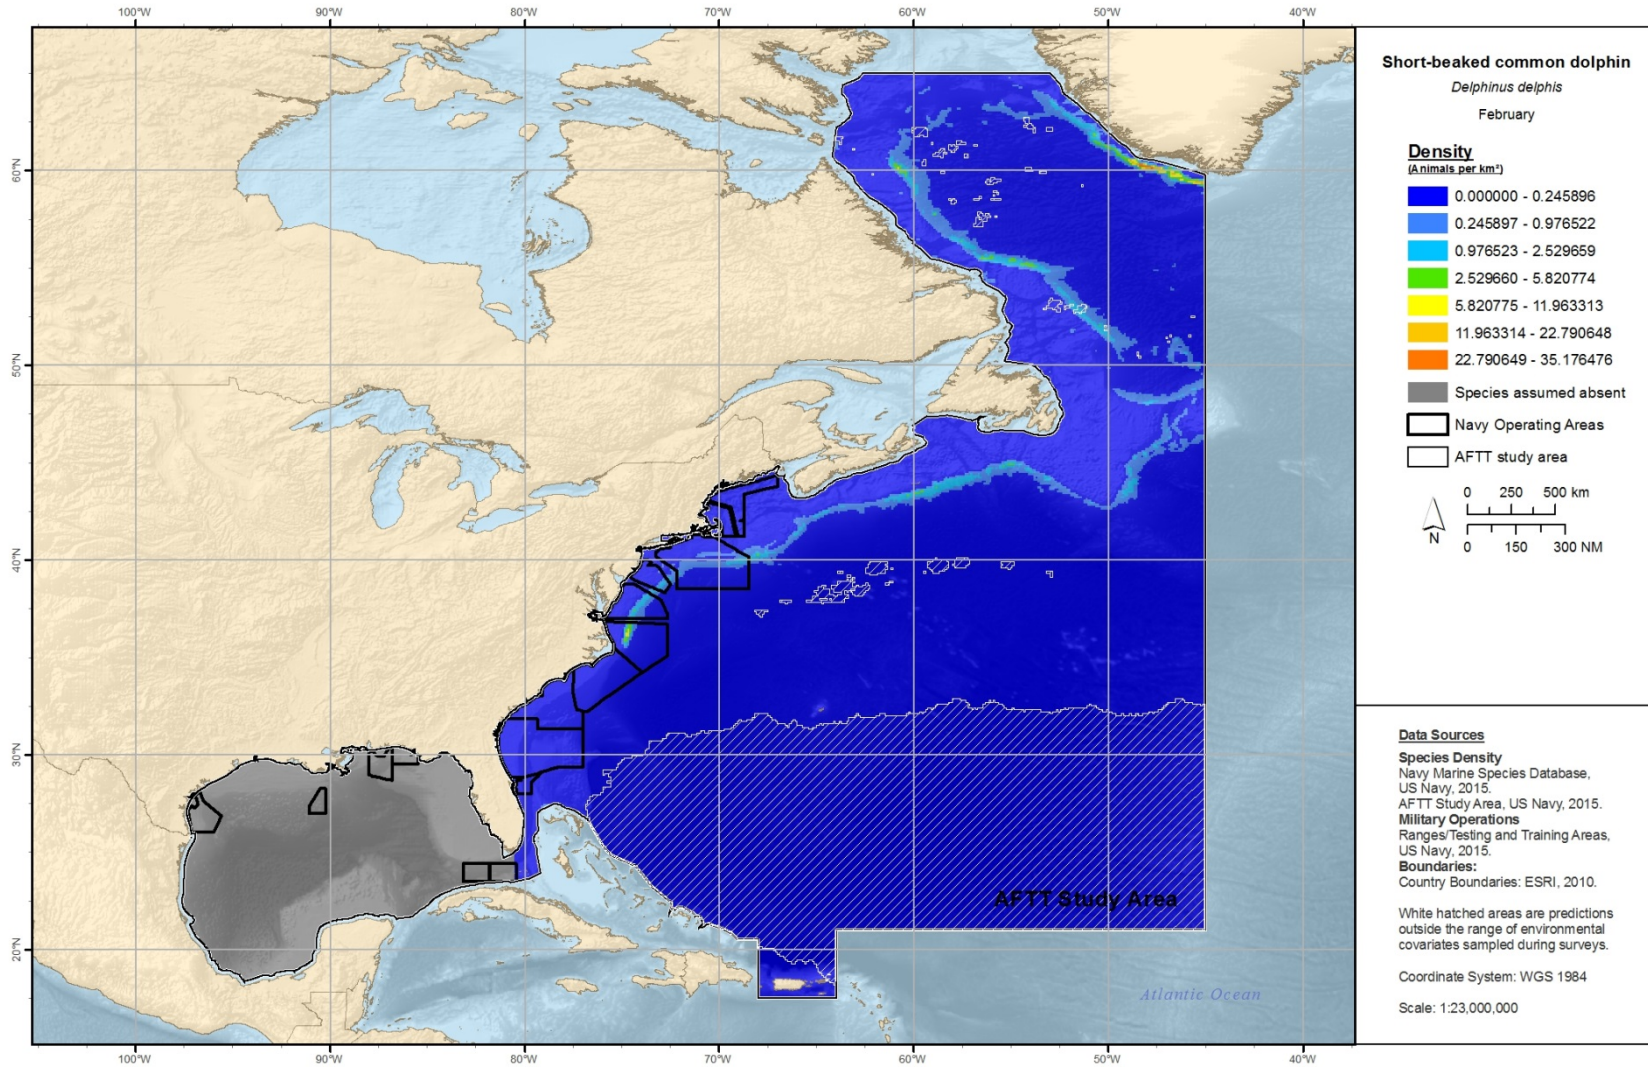 100°W 90°W 80°W 70°W 60°W 50°W 40°W
60°N
50°N
40°N
30°N
20°N
AFTT Study Area
Atlantic Ocean
100°W 90°W 80°W 70°W 60°W 50°W 40°W
Short-beaked common dolphin
Delphinus delphis
February
Density
(Animals per km²)
0.000000 - 0.245896
0.245897 - 0.976522
0.976523 - 2.529659
2.529660 - 5.820774
5.820775 - 11.963313
11.963314 - 22.790648
22.790649 - 35.176476
Species assumed absent
Navy Operating Areas
AFTT study area
0 250 500 km
N
0 150 300 NM
Data Sources
Species Density
Navy Marine Species Database,
US Navy, 2015.
AFTT Study Area, US Navy, 2015.
Military Operations
Ranges/Testing and Training Areas,
US Navy, 2015.
Boundaries:
Country Boundaries: ESRI, 2010.
White hatched areas are predictions
outside the range of environmental
covariates sampled during surveys.
Coordinate System: WGS 1984
Scale: 1:23,000,000